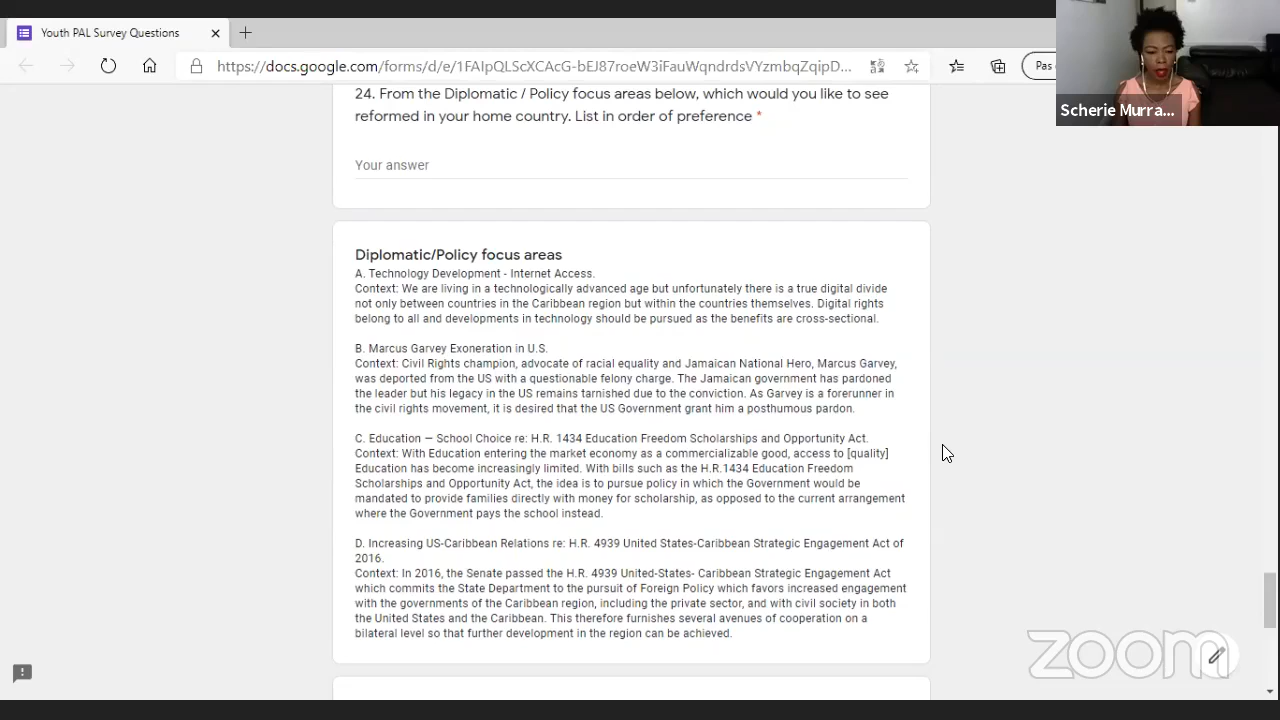 Youth PAL Survey Questions
https://docs.google.com/forms/d/e/1FAIpQLScXCAcG-bEJ87roeW3iFauWqndrdsVYzmbqZqipD...
Pas
Scherie Murra...
24. From the Diplomatic / Policy focus areas below, which would you like to see
reformed in your home country. List in order of preference *
Your answer
Diplomatic/Policy focus areas
A. Technology Development - Internet Access.
Context: We are living in a technologically advanced age but unfortunately there is a true digital divide
not only between countries in the Caribbean region but within the countries themselves. Digital rights
belong to all and developments in technology should be pursued as the benefits are cross-sectional.
B. Marcus Garvey Exoneration in U.S.
Context: Civil Rights champion, advocate of racial equality and Jamaican National Hero, Marcus Garvey,
was deported from the US with a questionable felony charge. The Jamaican government has pardoned
the leader but his legacy in the US remains tarnished due to the conviction. As Garvey is a forerunner in
the civil rights movement, it is desired that the US Government grant him a posthumous pardon.
C. Education — School Choice re: H.R. 1434 Education Freedom Scholarships and Opportunity Act.
Context: With Education entering the market economy as a commercializable good, access to [quality]
Education has become increasingly limited. With bills such as the H.R.1434 Education Freedom
Scholarships and Opportunity Act, the idea is to pursue policy in which the Government would be
mandated to provide families directly with money for scholarship, as opposed to the current arrangement
where the Government pays the school instead.
D. Increasing US-Caribbean Relations re: H.R. 4939 United States-Caribbean Strategic Engagement Act of
2016.
Context: In 2016, the Senate passed the H.R. 4939 United-States- Caribbean Strategic Engagement Act
which commits the State Department to the pursuit of Foreign Policy which favors increased engagement
with the governments of the Caribbean region, including the private sector, and with civil society in both
the United States and the Caribbean. This therefore furnishes several avenues of cooperation on a
bilateral level so that further development in the region can be achieved.
zoom